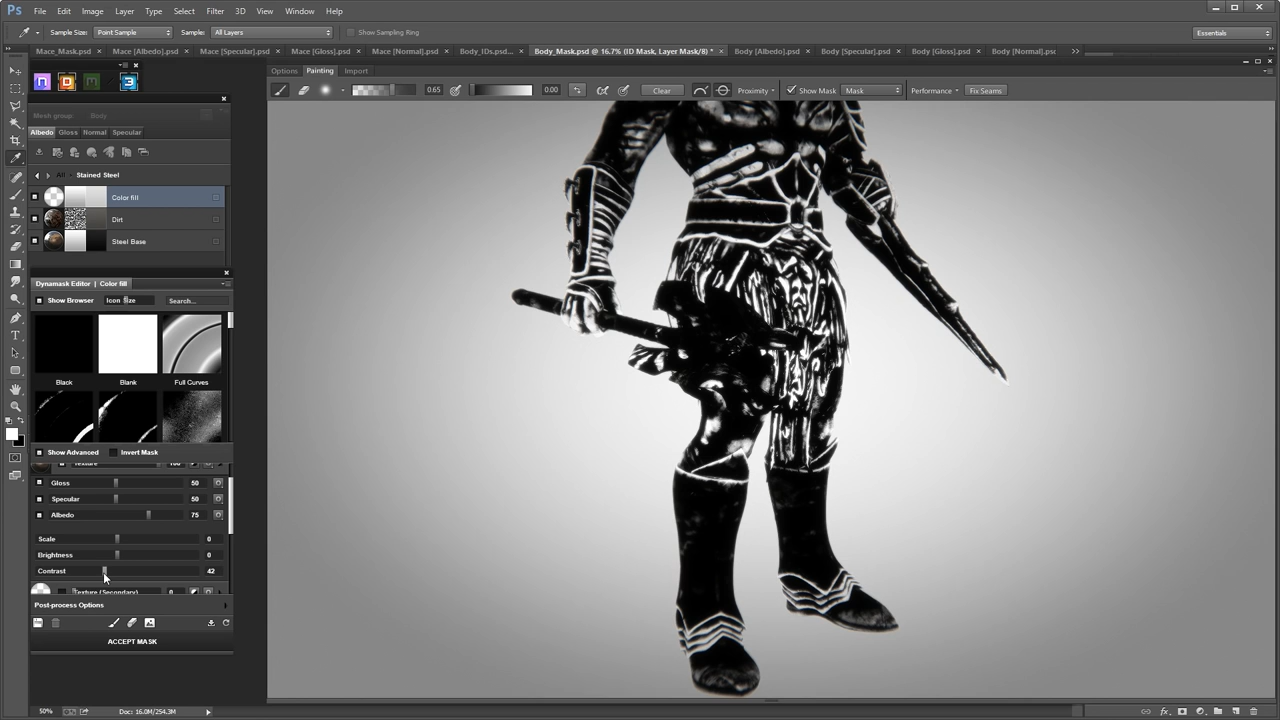 Ps File Edit Image Layer Type Select Filter 3D View Window Help
Sample Size: Point Sample Sample: All Layers Show Sampling Ring Essentials
Mace_Mask.psd × Mace [Albedo].psd × Mace [Specular].psd × Mace [Gloss].psd × Mace [Normal].psd × Body_IDs.psd... × Body_Mask.psd @ 16.7% (ID Mask, Layer Mask/8) * × Body [Albedo].psd × Body [Specular].psd × Body [Gloss].psd × Body [Normal].psd
Options Painting Import
0.65 0.00 Clear Proximity Show Mask Mask Performance Fix Seams
Mesh group: Body
Albedo Gloss Normal Specular
All > Stained Steel
Color fill
Dirt
Steel Base
Dynamask Editor | Color fill
Show Browser Icon Size Search...
Black Blank Full Curves
Show Advanced Invert Mask
Texture 100
Gloss 50
Specular 50
Albedo 75
Scale 0
Brightness 0
Contrast 42
Texture (Secondary) 0
Post-process Options
ACCEPT MASK
50% Doc: 16.0M/254.3M